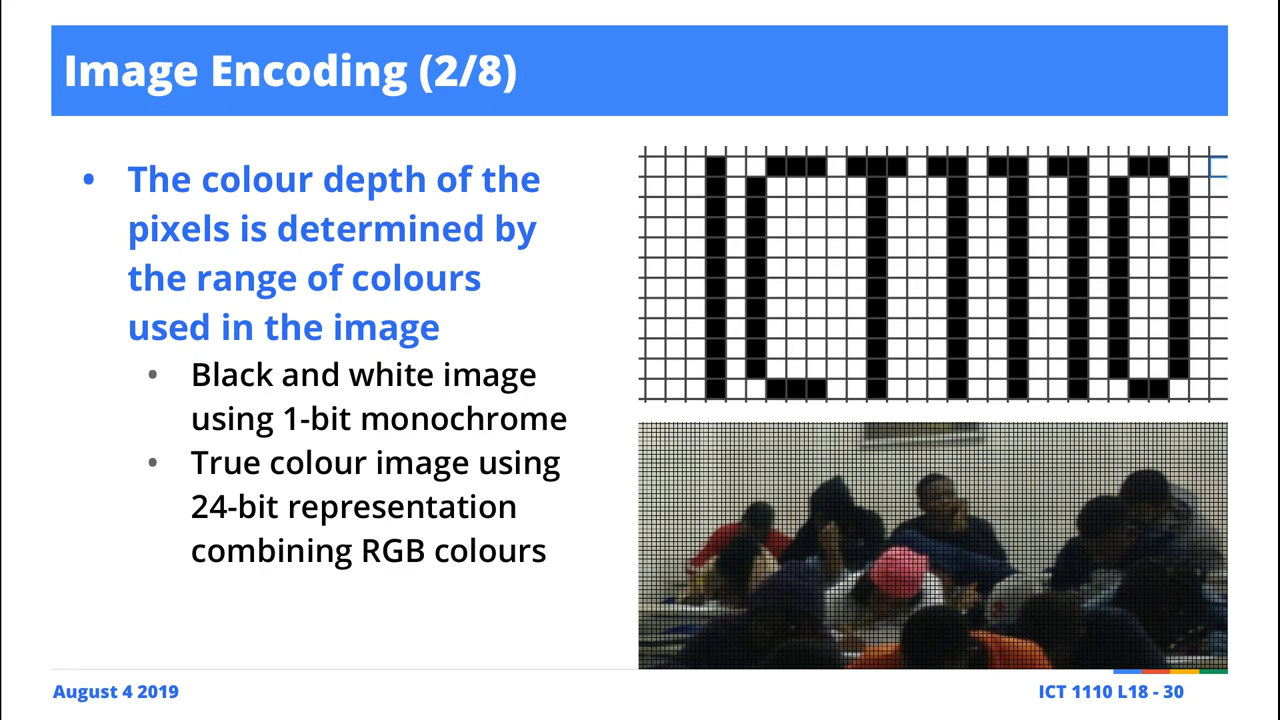 Image Encoding (2/8)
• The colour depth of the
pixels is determined by
the range of colours
used in the image
• Black and white image
using 1-bit monochrome
• True colour image using
24-bit representation
combining RGB colours
ICT1110
August 4 2019
ICT 1110 L18 - 30